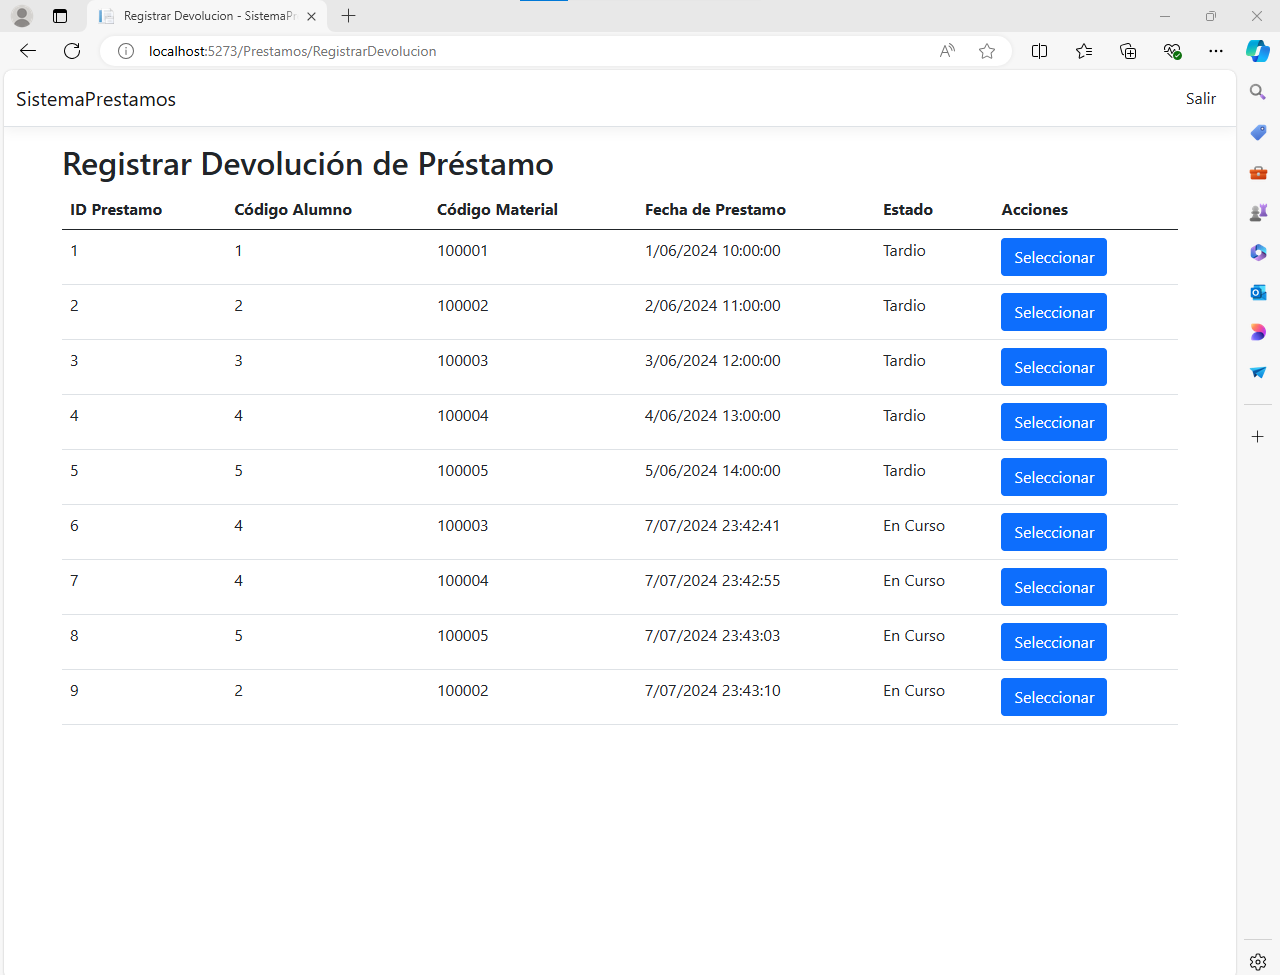 Registrar Devolucion - SistemaPr
localhost:5273/Prestamos/RegistrarDevolucion
SistemaPrestamos Salir
Registrar Devolución de Préstamo
ID Prestamo Código Alumno Código Material Fecha de Prestamo Estado Acciones
1 1 100001 1/06/2024 10:00:00 Tardio Seleccionar
2 2 100002 2/06/2024 11:00:00 Tardio Seleccionar
3 3 100003 3/06/2024 12:00:00 Tardio Seleccionar
4 4 100004 4/06/2024 13:00:00 Tardio Seleccionar
5 5 100005 5/06/2024 14:00:00 Tardio Seleccionar
6 4 100003 7/07/2024 23:42:41 En Curso Seleccionar
7 4 100004 7/07/2024 23:42:55 En Curso Seleccionar
8 5 100005 7/07/2024 23:43:03 En Curso Seleccionar
9 2 100002 7/07/2024 23:43:10 En Curso Seleccionar